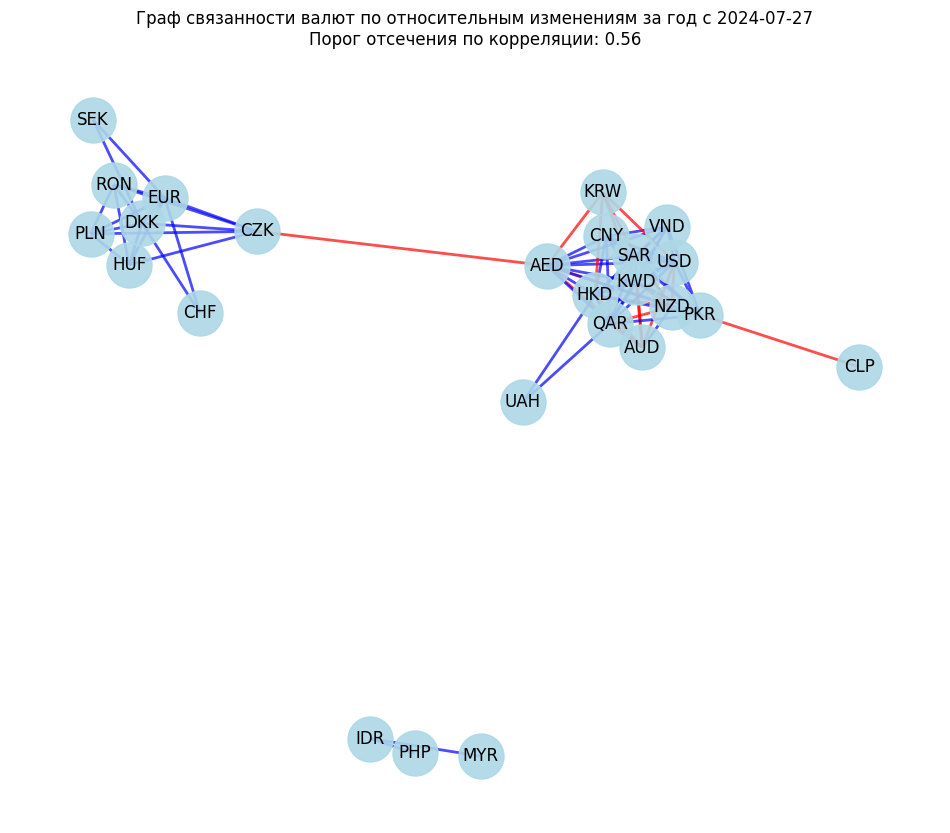 Граф связанности валют по относительным изменениям за год с 2024-07-27
Порог отсечения по корреляции: 0.56
SEK
RON
EUR
KRW
DKK
VND
PLN
CZK
CNY
SAR
HUF
AED
USD
KWD
HKD
NZD
CHF
PKR
QAR
AUD
CLP
UAH
IDR
PHP
MYR